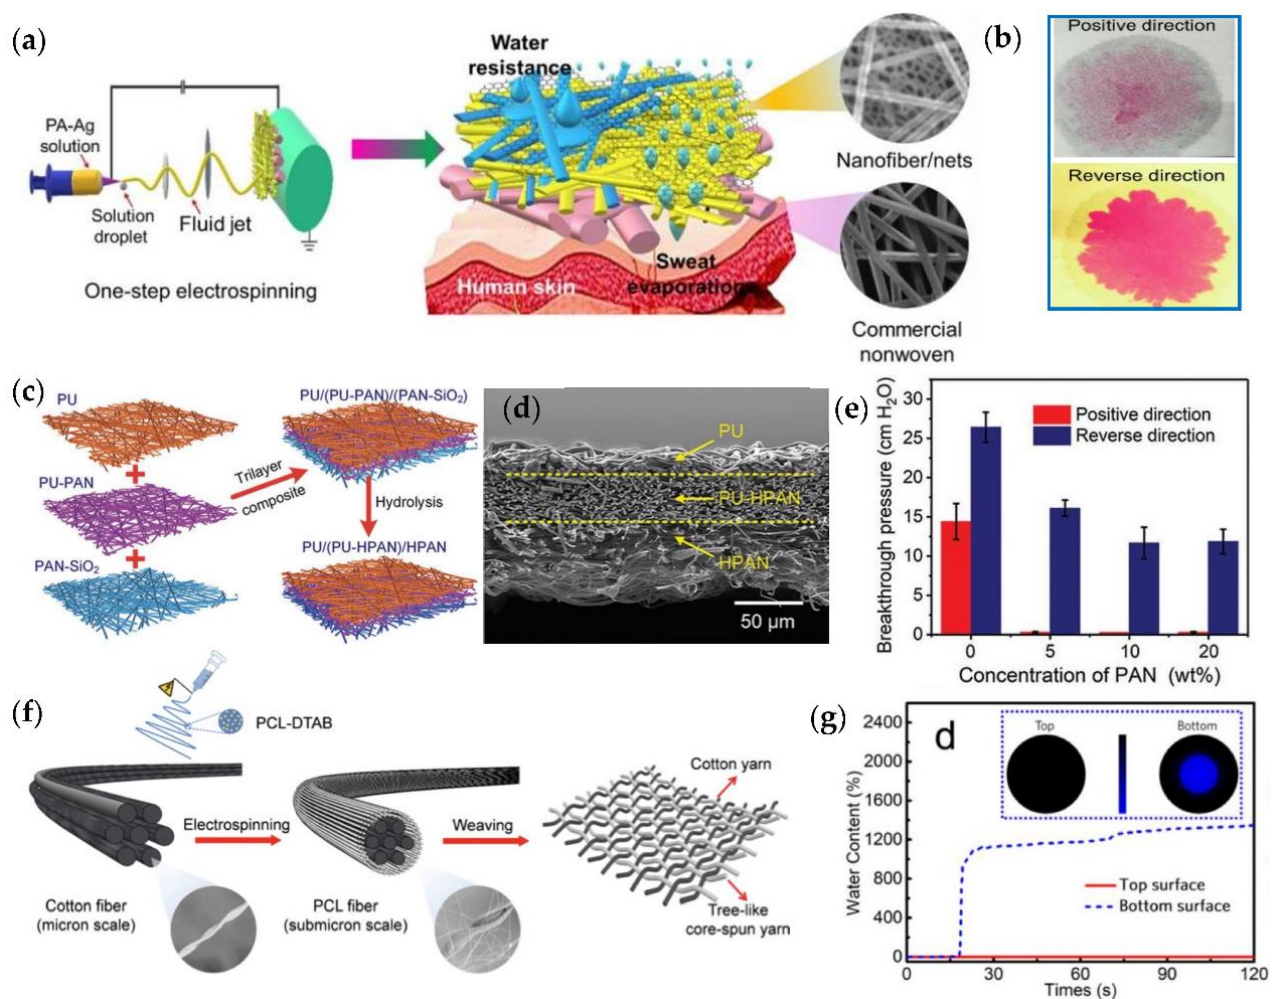 (a)
PA-Ag
solution
Solution
droplet
Fluid jet
One-step electrospinning
Water
resistance
Sweat
evaporation
Human skin
Nanofiber/nets
Commercial
nonwoven
(b)
Positive direction
Reverse direction
(c)
PU
PU-PAN
PAN-SiO₂
Trilayer
composite
PU/(PU-PAN)/(PAN-SiO₂)
Hydrolysis
PU/(PU-HPAN)/HPAN
(d)
PU
PU-HPAN
HPAN
50 μm
(e)
Breakthrough pressure (cm H₂O)
30
25
20
15
10
5
0
Positive direction
Reverse direction
0 5 10 20
Concentration of PAN (wt%)
(f)
PCL-DTAB
Electrospinning
Weaving
Cotton fiber
(micron scale)
PCL fiber
(submicron scale)
Cotton yarn
Tree-like
core-spun yarn
(g)
d
Water Content (%)
2400
2000
1600
1200
800
400
0
Top
Bottom
Top surface
Bottom surface
0 30 60 90 120
Times (s)